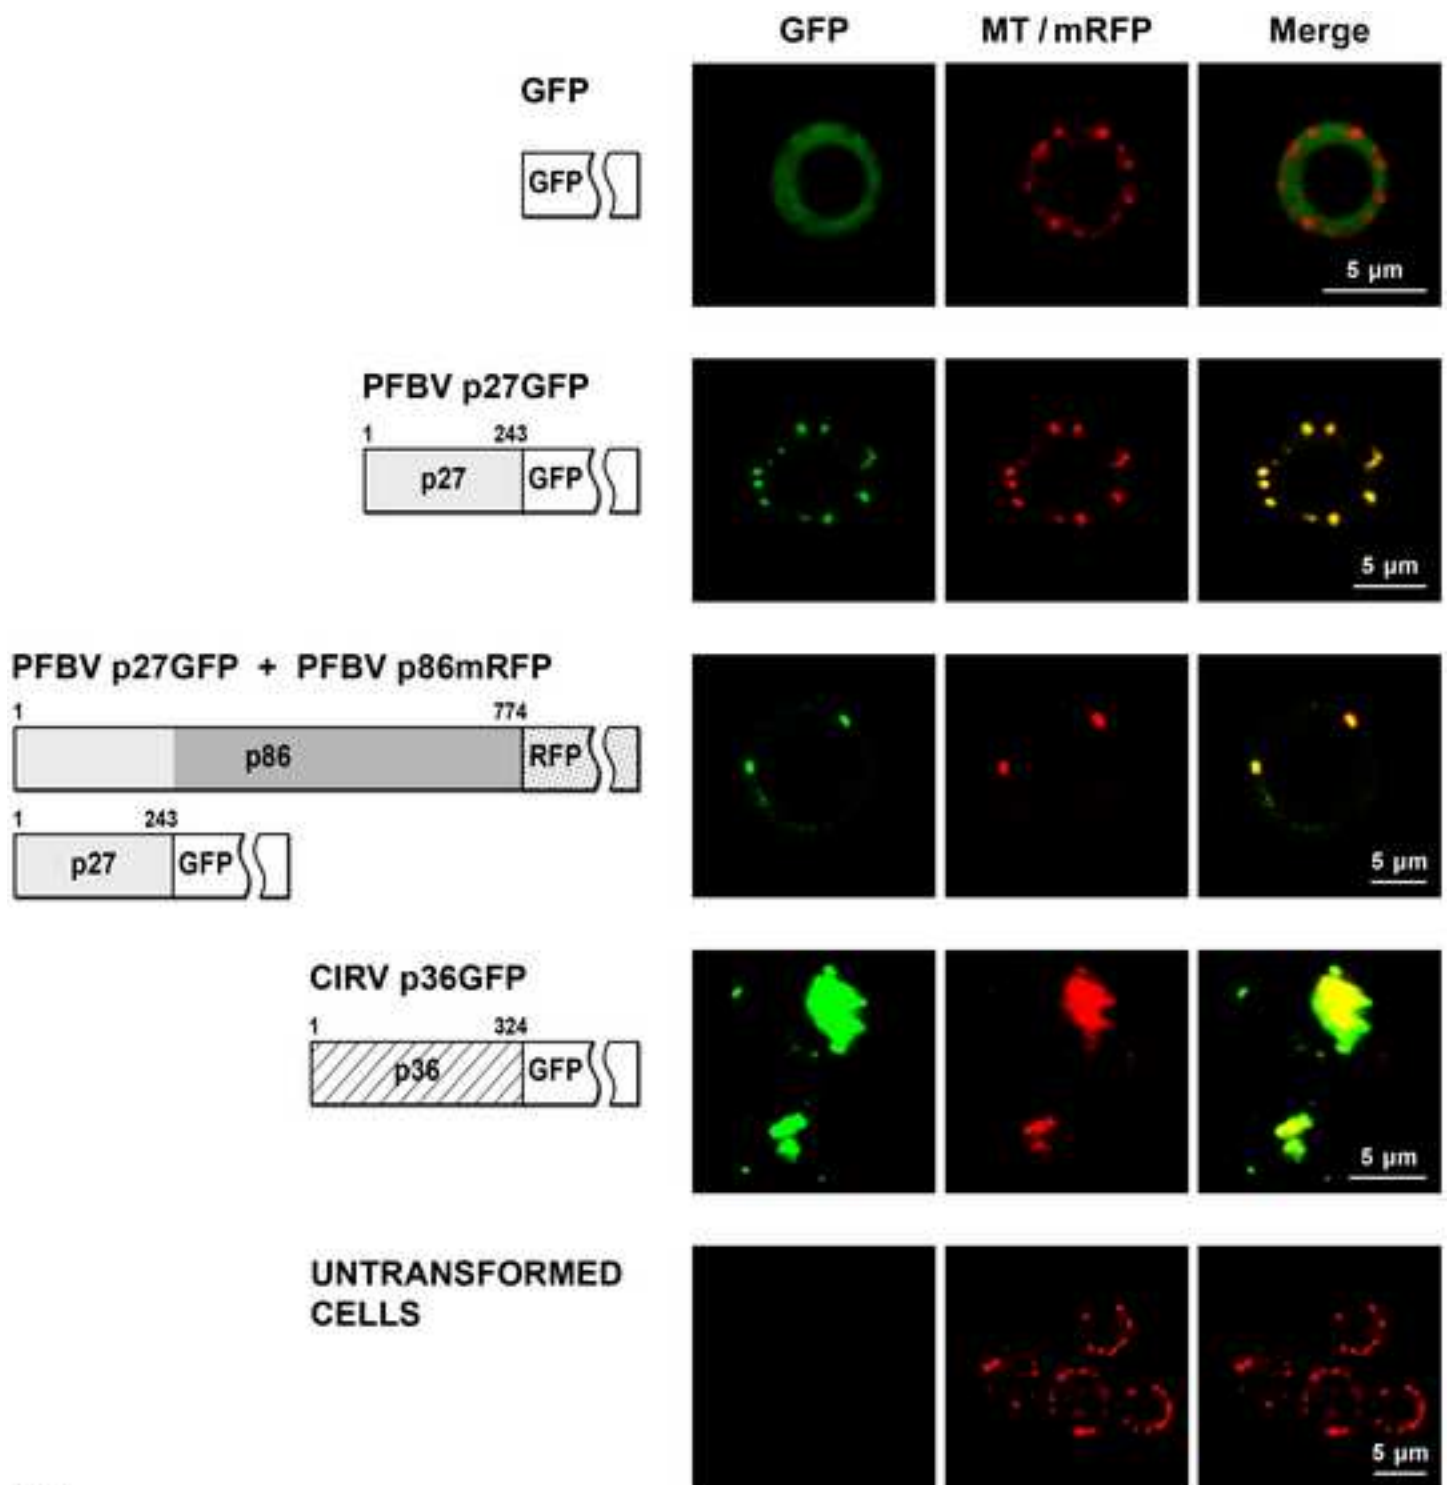 GFP MT / mRFP Merge
GFP
GFP
5 µm
PFBV p27GFP
1 243
p27 GFP
5 µm
PFBV p27GFP + PFBV p86mRFP
1 774
p86 RFP
1 243
p27 GFP
5 µm
CIRV p36GFP
1 324
p36 GFP
5 µm
UNTRANSFORMED
CELLS
5 µm